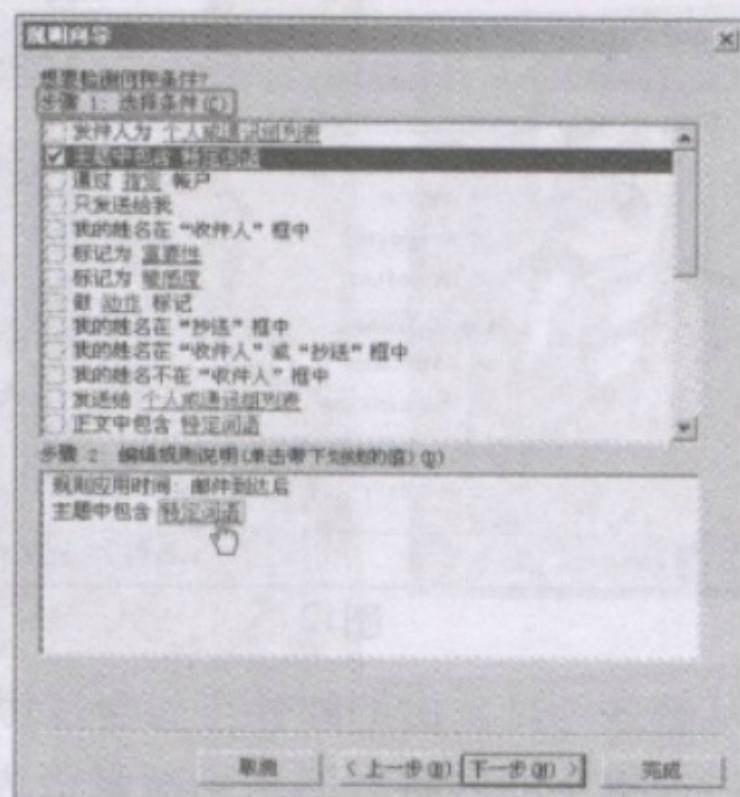 规则向导
想要检测何种条件?
步骤 1: 选择条件(C)
发件人为 个人或通讯组列表
主题中包含 特定词语
通过 指定 帐户
只发送给我
我的姓名在“收件人”框中
标记为 重要性
标记为 敏感度
做 动作 标记
我的姓名在“抄送”框中
我的姓名在“收件人”或“抄送”框中
我的姓名不在“收件人”框中
发送给 个人或通讯组列表
正文中包含 特定词语
步骤 2: 编辑规则说明(单击带下划线的值)(D)
规则应用时间: 邮件到达后
主题中包含 特定词语
取消 < 上一步(B) 下一步(N) > 完成